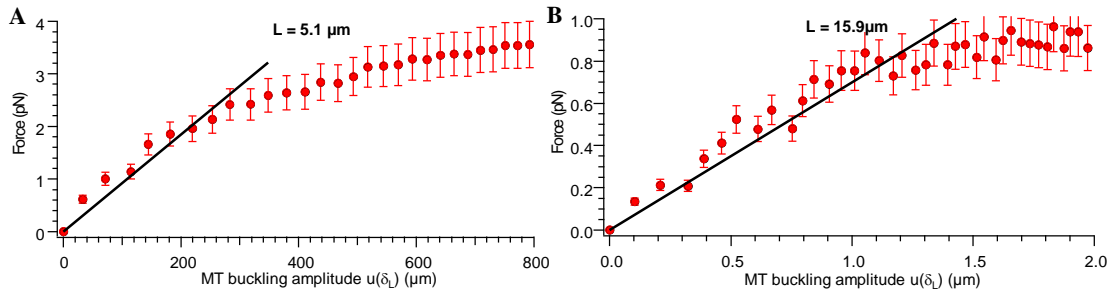 A
L = 5.1 µm
4
3
2
1
0
Force (pN)
0
200
400
600
800
MT buckling amplitude u(δL) (µm)
B
L = 15.9µm
1.0
0.8
0.6
0.4
0.2
0.0
Force (pN)
0.0
0.5
1.0
1.5
2.0
MT buckling amplitude u(δL) (µm)